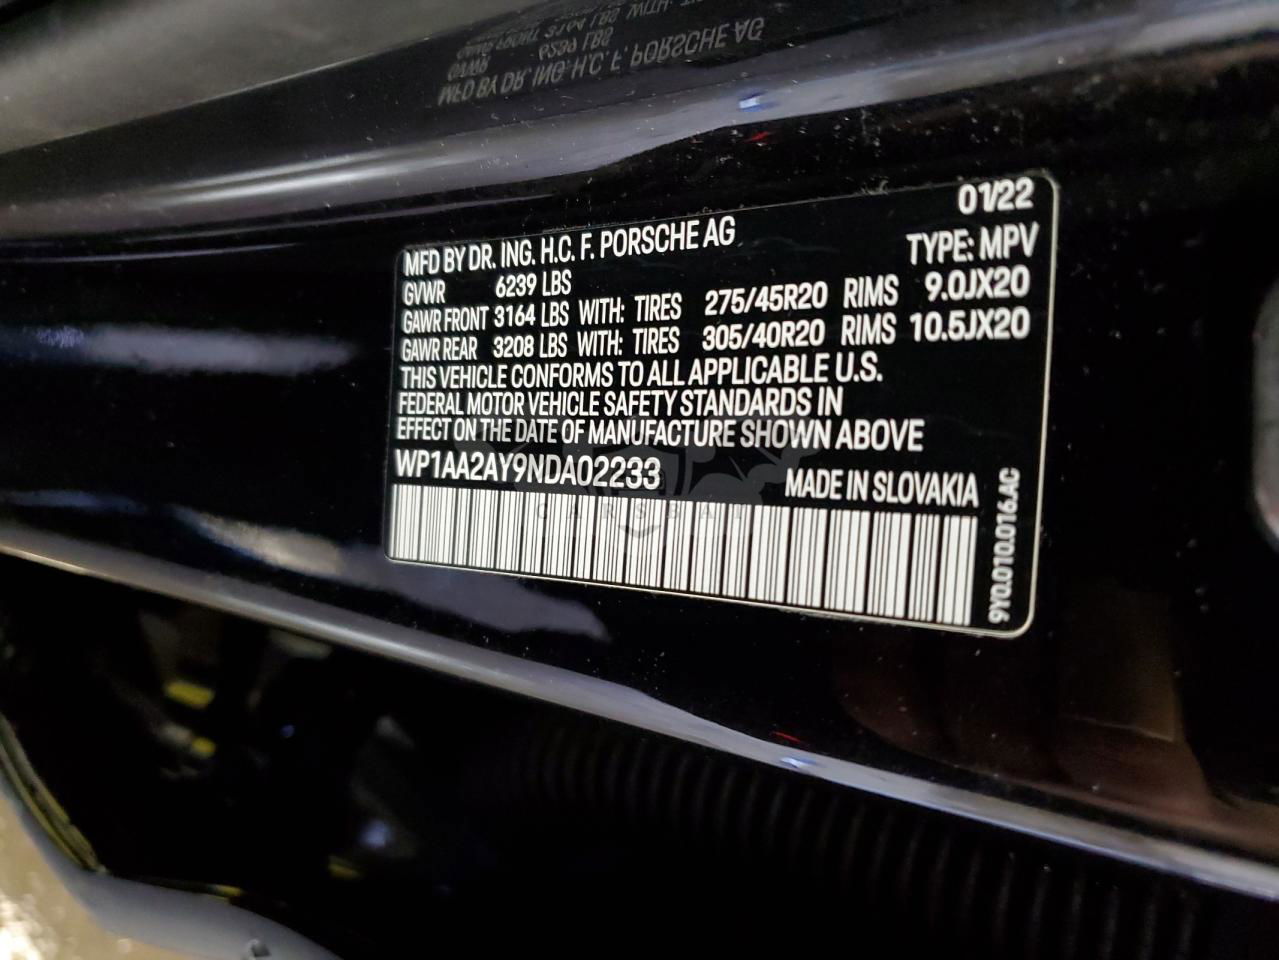 01/22
MFD BY DR. ING. H.C. F. PORSCHE AG TYPE: MPV
GVWR 6239 LBS
GAWR FRONT 3164 LBS WITH: TIRES 275/45R20 RIMS 9.0JX20
GAWR REAR 3208 LBS WITH: TIRES 305/40R20 RIMS 10.5JX20
THIS VEHICLE CONFORMS TO ALL APPLICABLE U.S.
FEDERAL MOTOR VEHICLE SAFETY STANDARDS IN
EFFECT ON THE DATE OF MANUFACTURE SHOWN ABOVE
WP1AA2AY9NDA02233 MADE IN SLOVAKIA
9Y0.010.016.AC